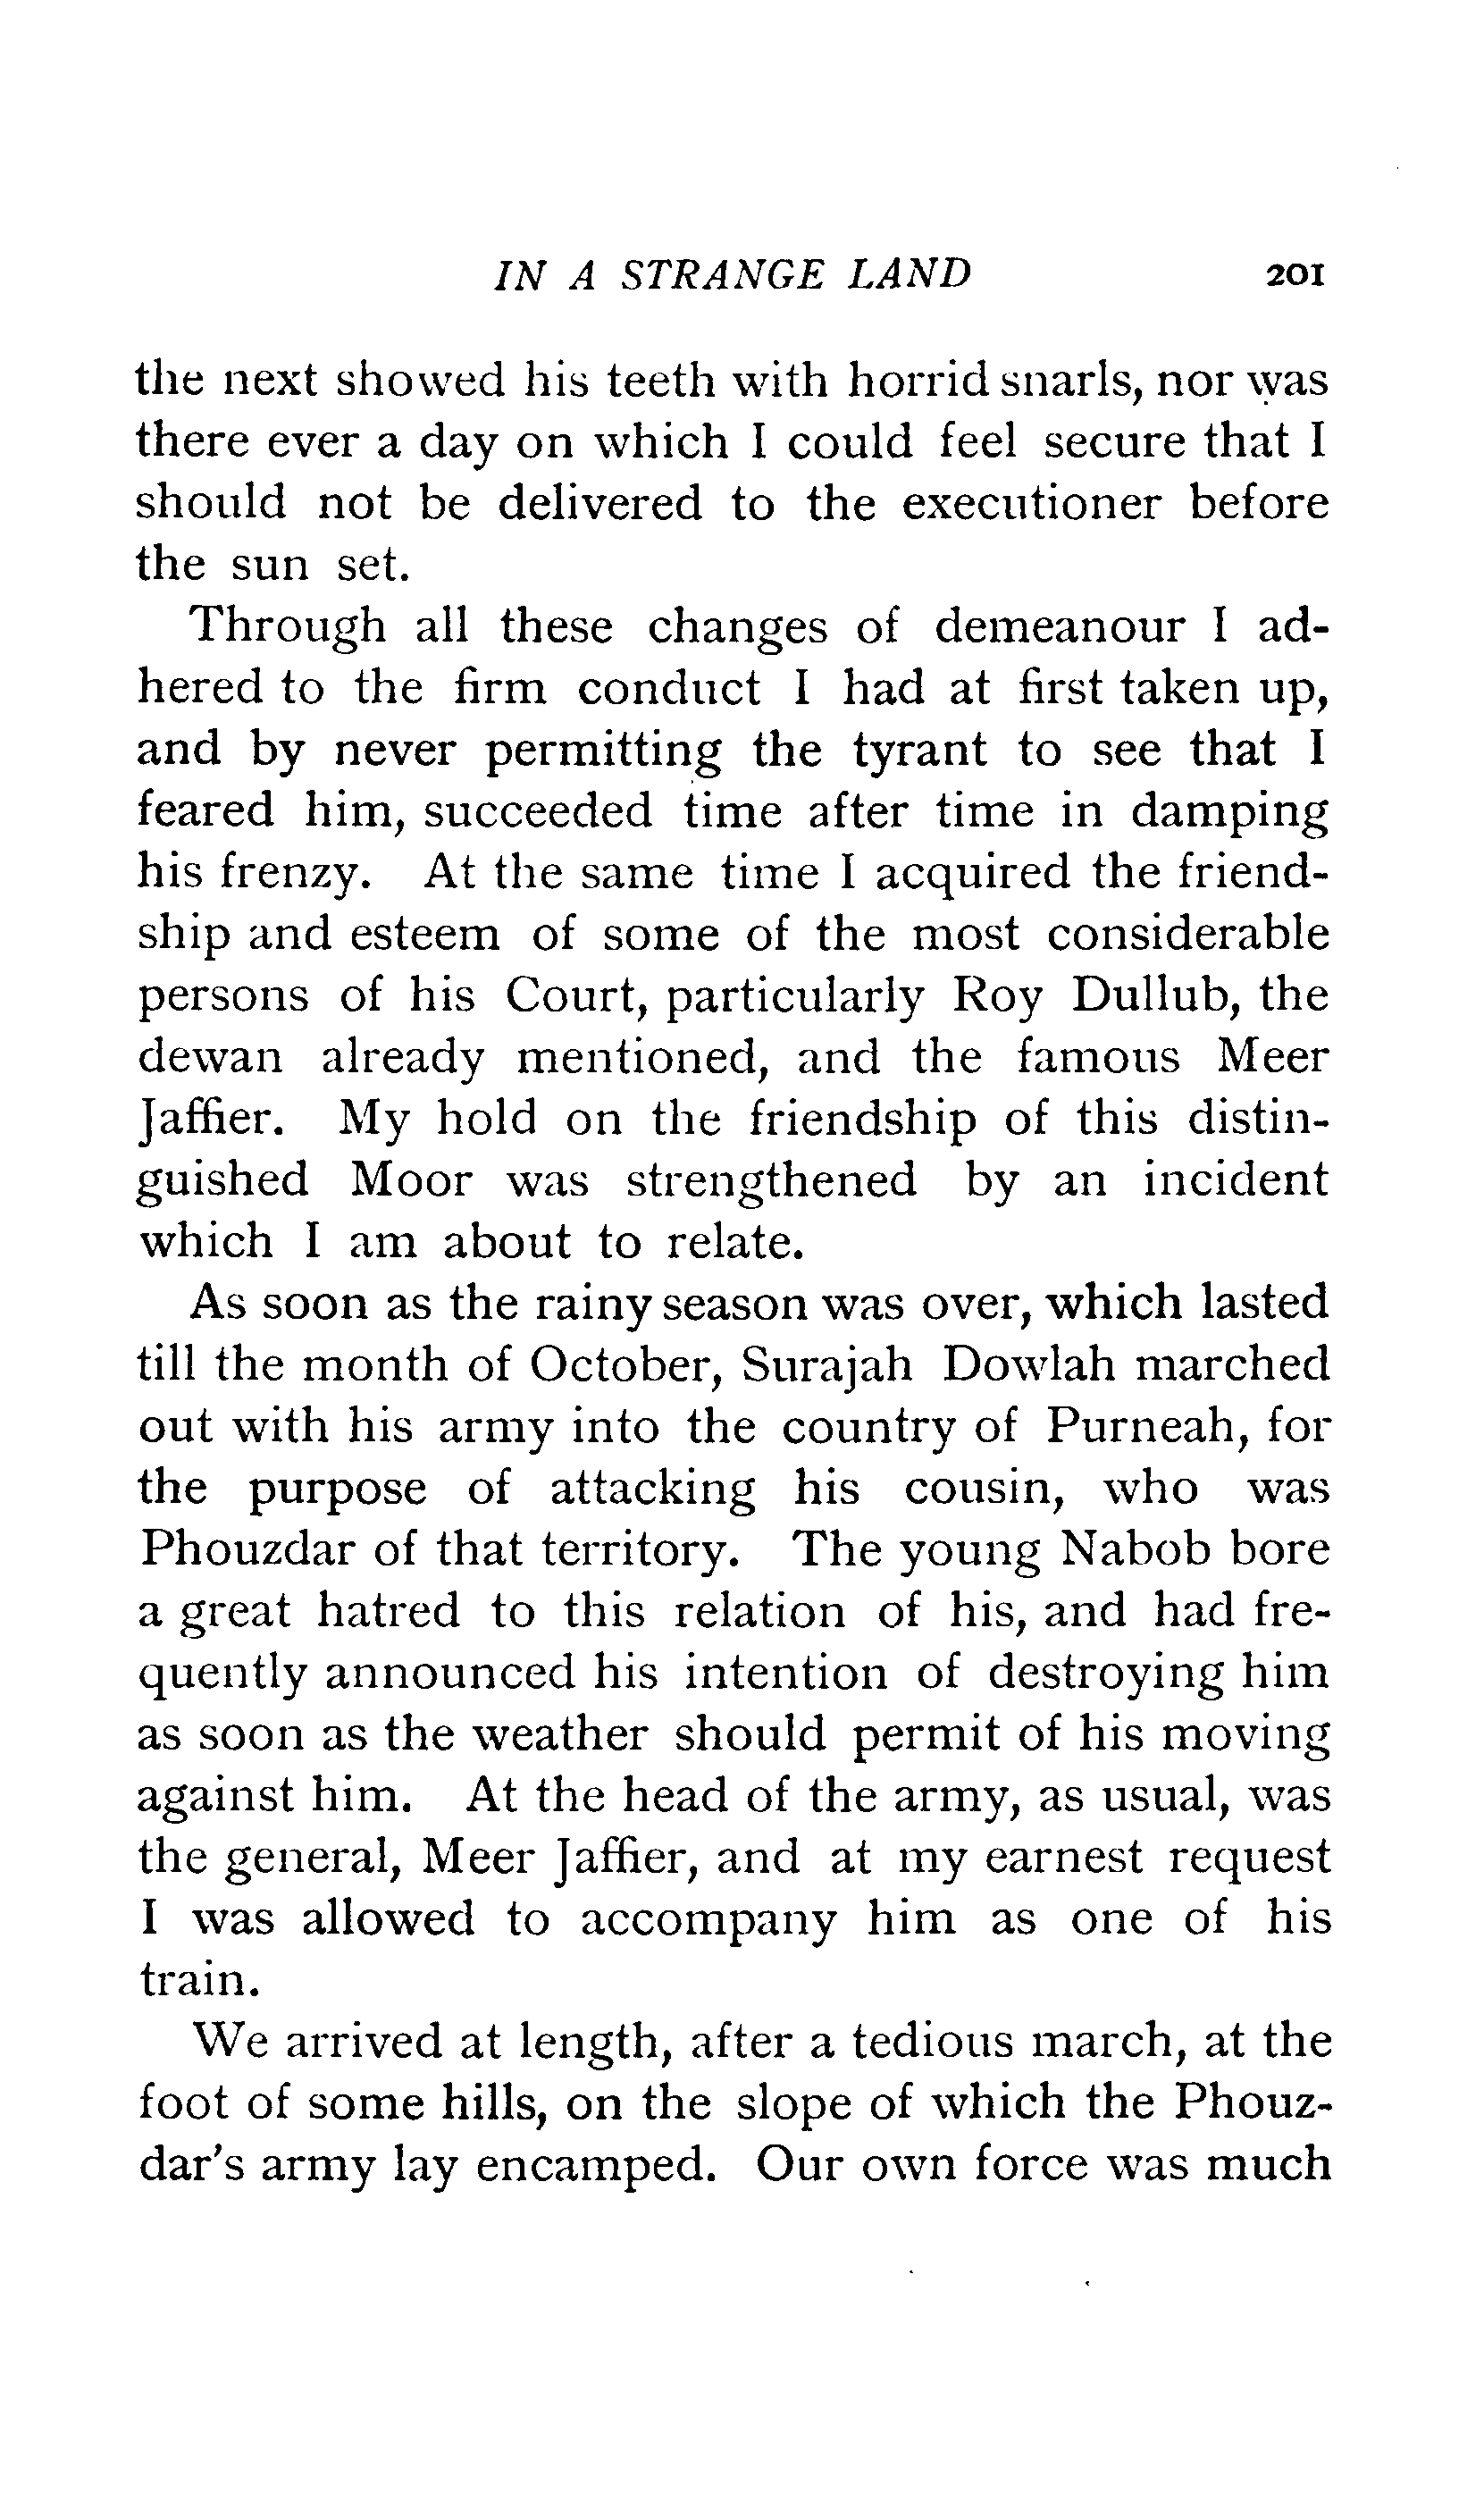 IN A STRANGE LAND 201
the next showed his teeth with horrid snarls, nor was
there ever a day on which I could feel secure that I
should not be delivered to the executioner before
the sun set.
Through all these changes of demeanour I ad-
hered to the firm conduct I had at first taken up,
and by never permitting the tyrant to see that I
feared him, succeeded time after time in damping
his frenzy. At the same time I acquired the friend-
ship and esteem of some of the most considerable
persons of his Court, particularly Roy Dullub, the
dewan already mentioned, and the famous Meer
Jaffier. My hold on the friendship of this distin-
guished Moor was strengthened by an incident
which I am about to relate.
As soon as the rainy season was over, which lasted
till the month of October, Surajah Dowlah marched
out with his army into the country of Purneah, for
the purpose of attacking his cousin, who was
Phouzdar of that territory. The young Nabob bore
a great hatred to this relation of his, and had fre-
quently announced his intention of destroying him
as soon as the weather should permit of his moving
against him. At the head of the army, as usual, was
the general, Meer Jaffier, and at my earnest request
I was allowed to accompany him as one of his
train.
We arrived at length, after a tedious march, at the
foot of some hills, on the slope of which the Phouz-
dar's army lay encamped. Our own force was much